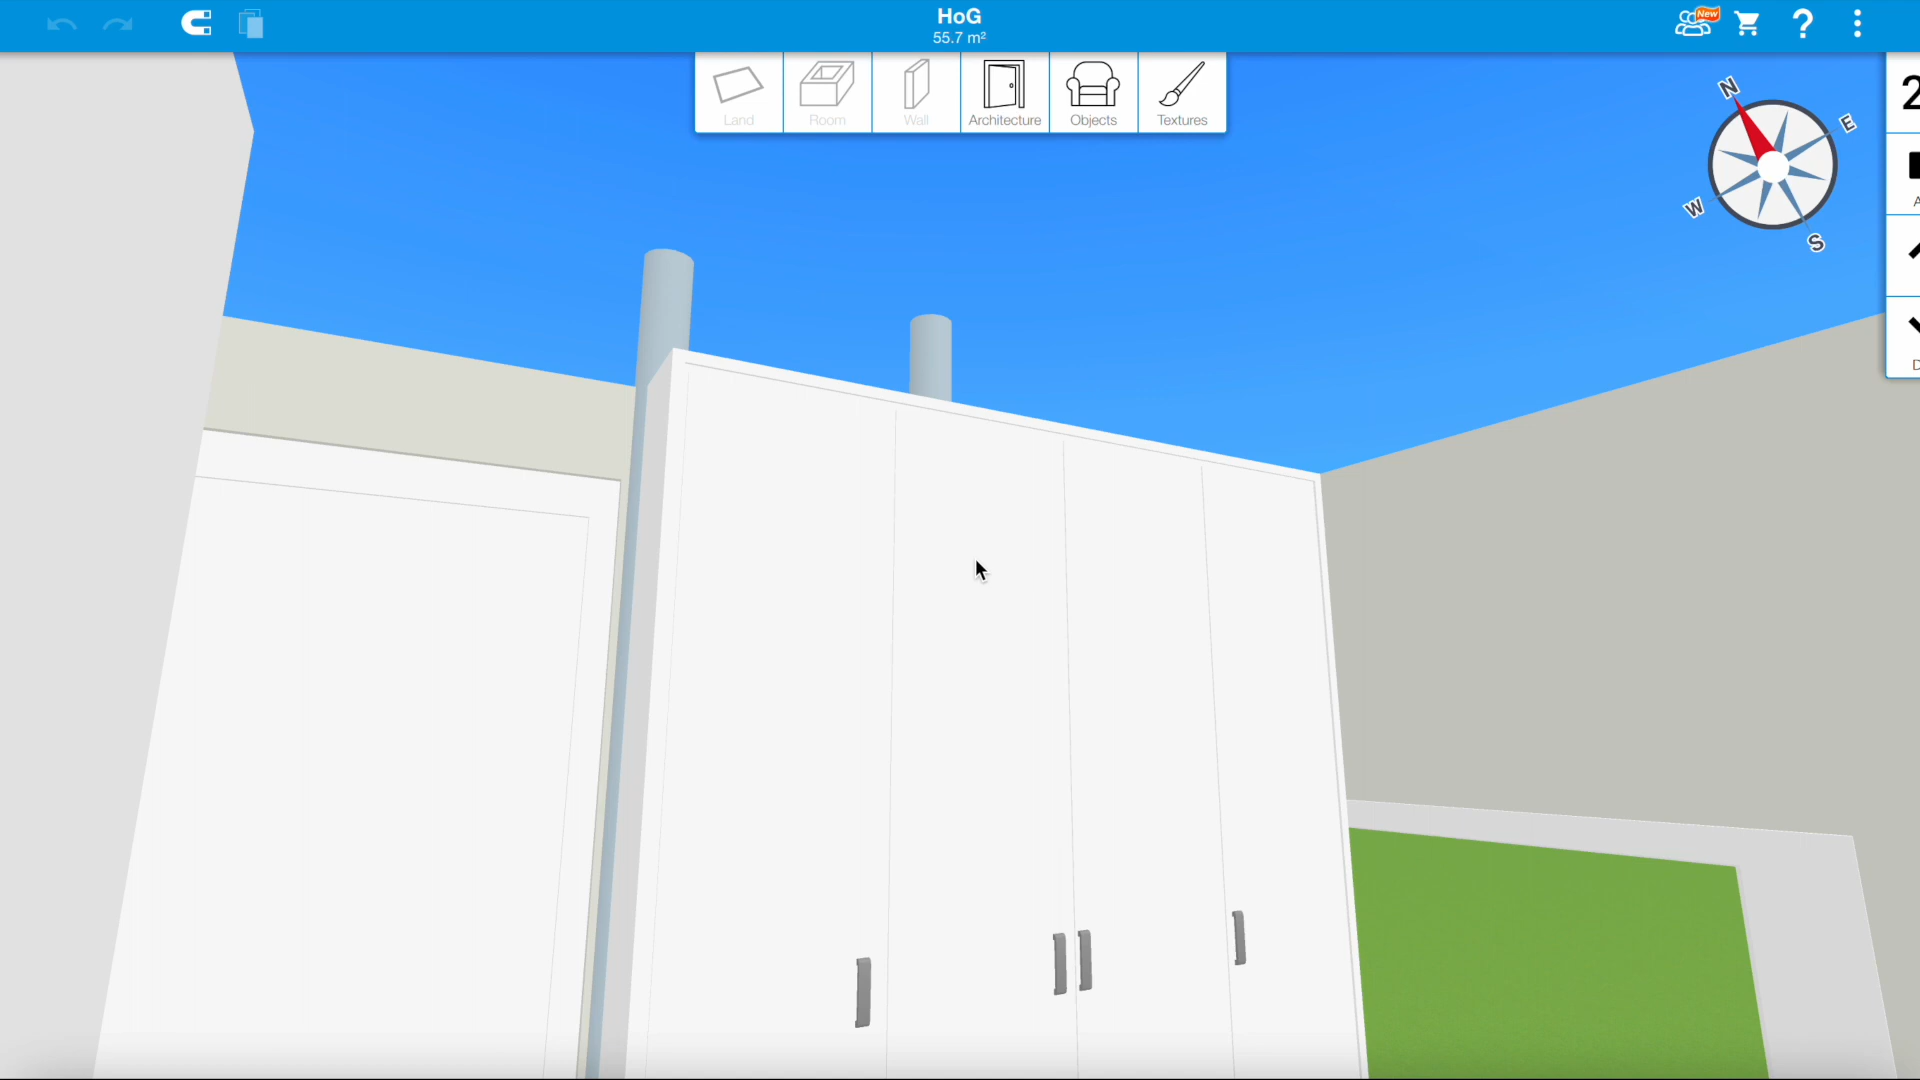 HoG
New
55.7 m²
Land
Room
Wall
Architecture
Objects
Textures
N
E
W
S
2
A
D